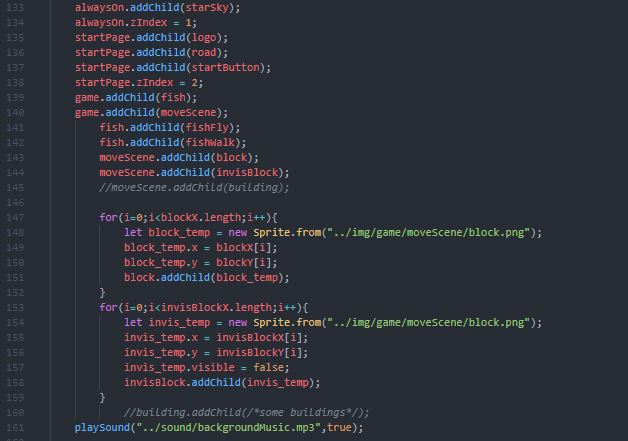 133 alwaysOn.addChild(starSky);
134 alwaysOn.zIndex = 1;
135 startPage.addChild(logo);
136 startPage.addChild(road);
137 startPage.addChild(startButton);
138 startPage.zIndex = 2;
139 game.addChild(fish);
140 game.addChild(moveScene);
141 fish.addChild(fishFly);
142 fish.addChild(fishWalk);
143 moveScene.addChild(block);
144 moveScene.addChild(invisBlock);
145 //moveScene.addChild(building);
146
147 for(i=0;i<blockX.length;i++){
148 let block_temp = new Sprite.from("../img/game/moveScene/block.png");
149 block_temp.x = blockX[i];
150 block_temp.y = blockY[i];
151 block.addChild(block_temp);
152 }
153 for(i=0;i<invisBlockX.length;i++){
154 let invis_temp = new Sprite.from("../img/game/moveScene/block.png");
155 invis_temp.x = invisBlockX[i];
156 invis_temp.y = invisBlockY[i];
157 invis_temp.visible = false;
158 invisBlock.addChild(invis_temp);
159 }
160 //building.addChild(/*some buildings*/);
161 playSound("../sound/backgroundMusic.mp3",true);